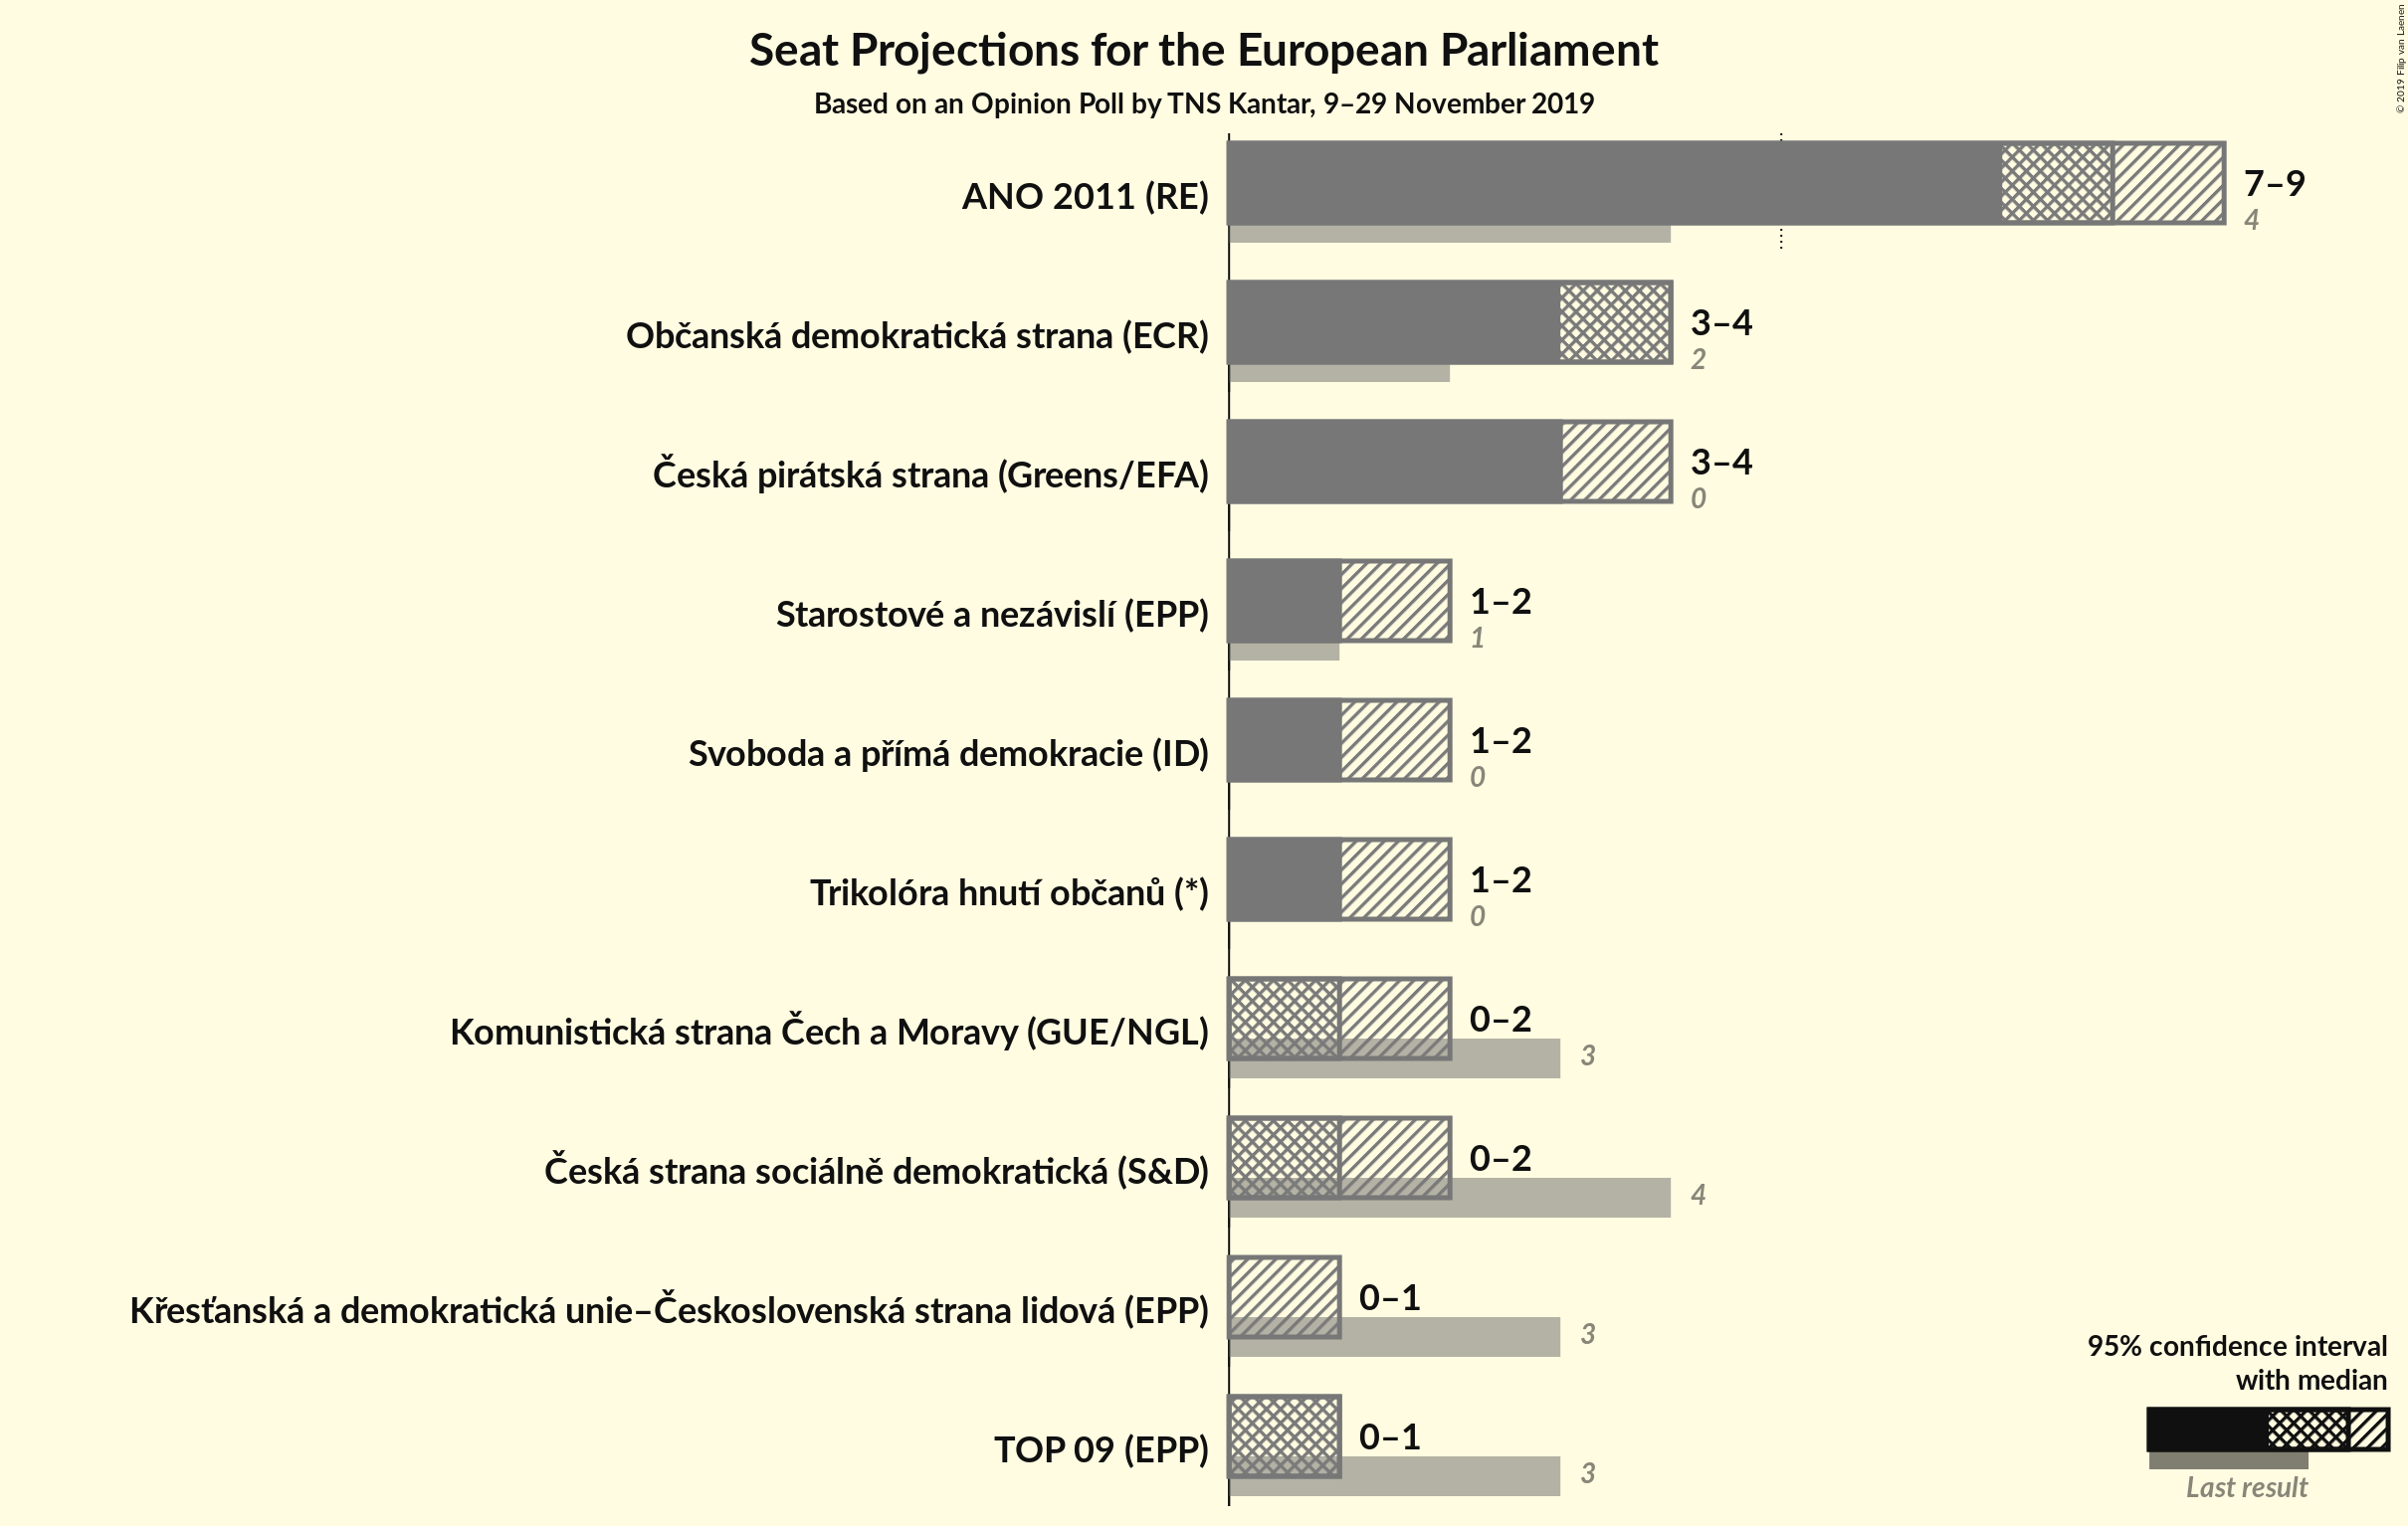 Seat Projections for the European Parliament
Based on an Opinion Poll by TNS Kantar, 9–29 November 2019
© 2019 Filip van Laenen
ANO 2011 (RE)
7–9
4
Občanská demokratická strana (ECR)
3–4
2
Česká pirátská strana (Greens/EFA)
3–4
0
Starostové a nezávislí (EPP)
1–2
1
Svoboda a přímá demokracie (ID)
1–2
0
Trikolóra hnutí občanů (*)
1–2
0
Komunistická strana Čech a Moravy (GUE/NGL)
0–2
3
Česká strana sociálně demokratická (S&D)
0–2
4
Křesťanská a demokratická unie–Československá strana lidová (EPP)
0–1
3
TOP 09 (EPP)
0–1
3
95% confidence interval
with median
Last result